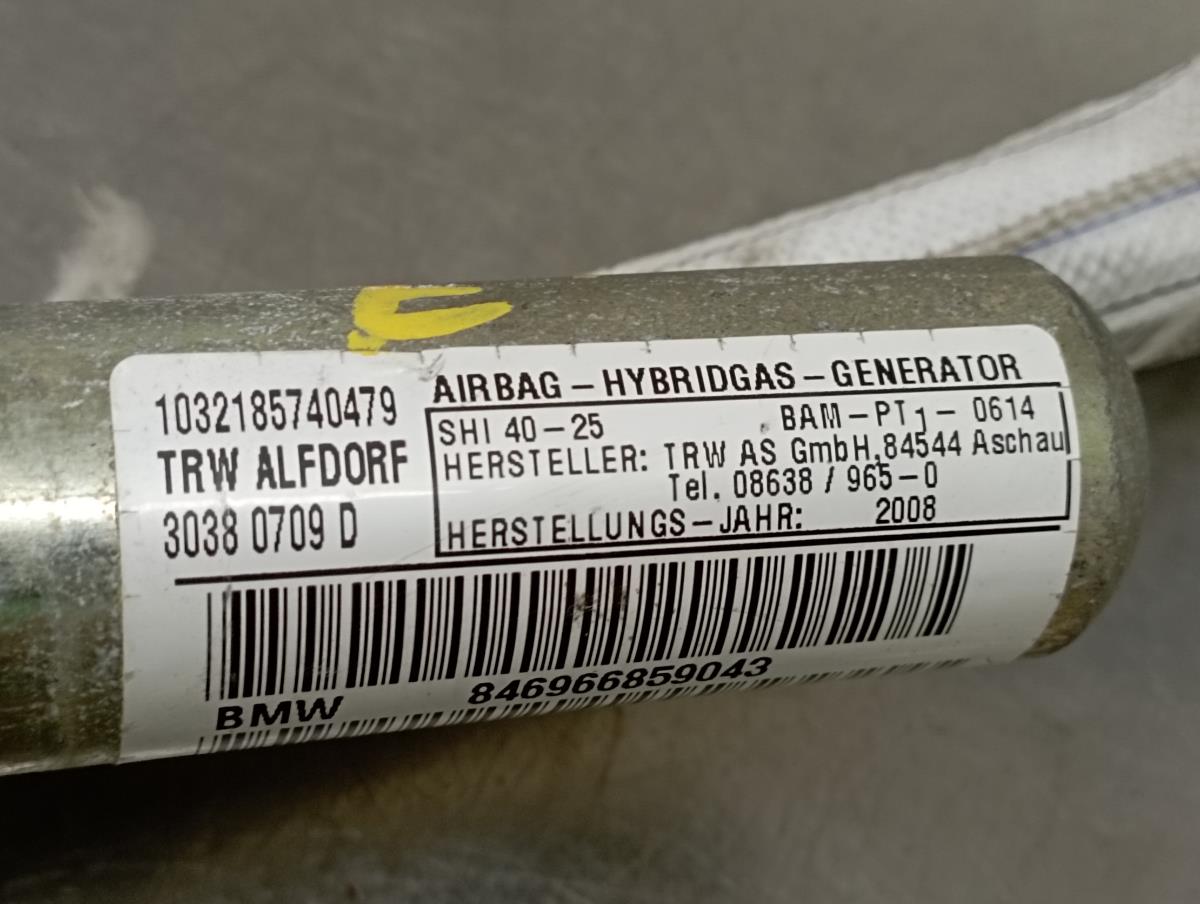 1032185740479
TRW ALFDORF
3038 0709 D
AIRBAG – HYBRIDGAS – GENERATOR
SHI 40 – 25 BAM – PT1 – 0614
HERSTELLER: TRW AS GmbH,84544 Aschau
Tel. 08638 / 965 – 0
HERSTELLUNGS – JAHR: 2008
BMW 846966859043